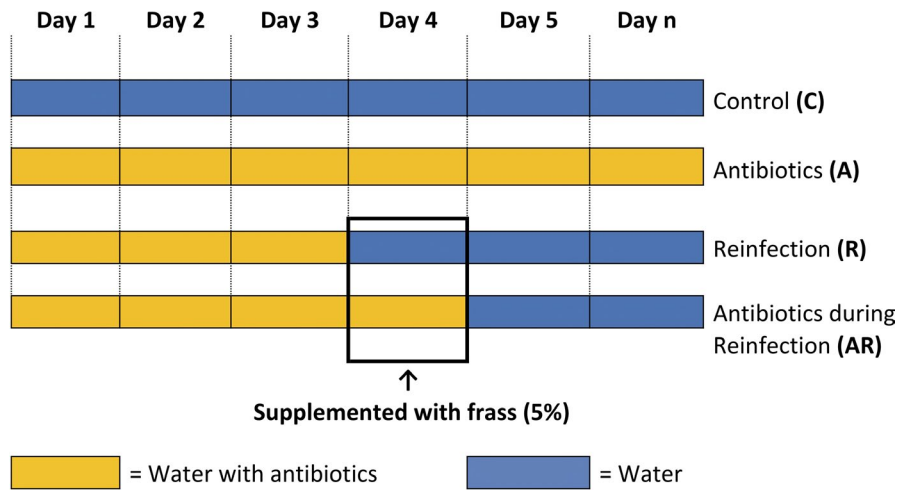 Day 1 Day 2 Day 3 Day 4 Day 5 Day n
Control (C)
Antibiotics (A)
Reinfection (R)
Antibiotics during
Reinfection (AR)
↑
Supplemented with frass (5%)
= Water with antibiotics = Water